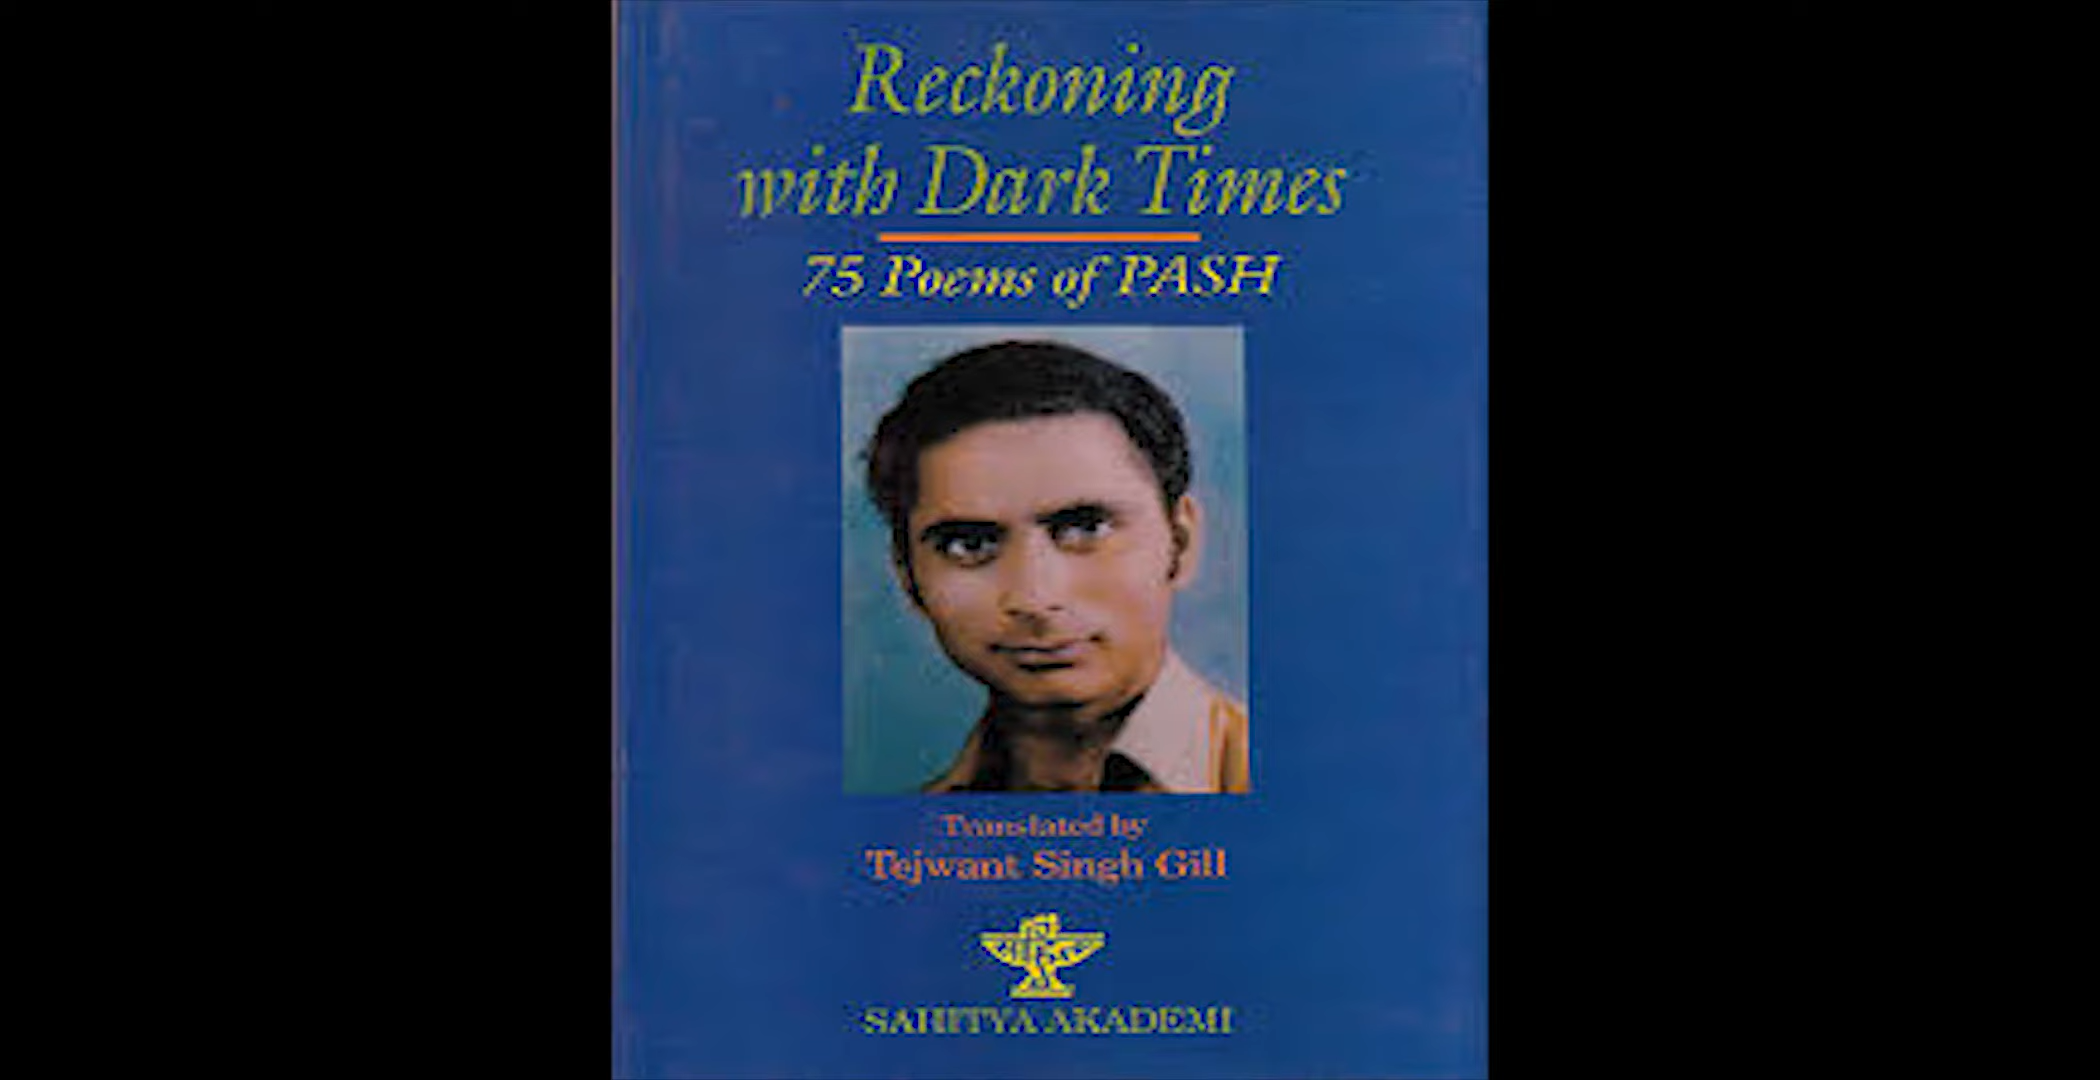 Reckoning
with Dark Times
75 Poems of PASH
Translated by
Tejwant Singh Gill
SAHITYA AKADEMI